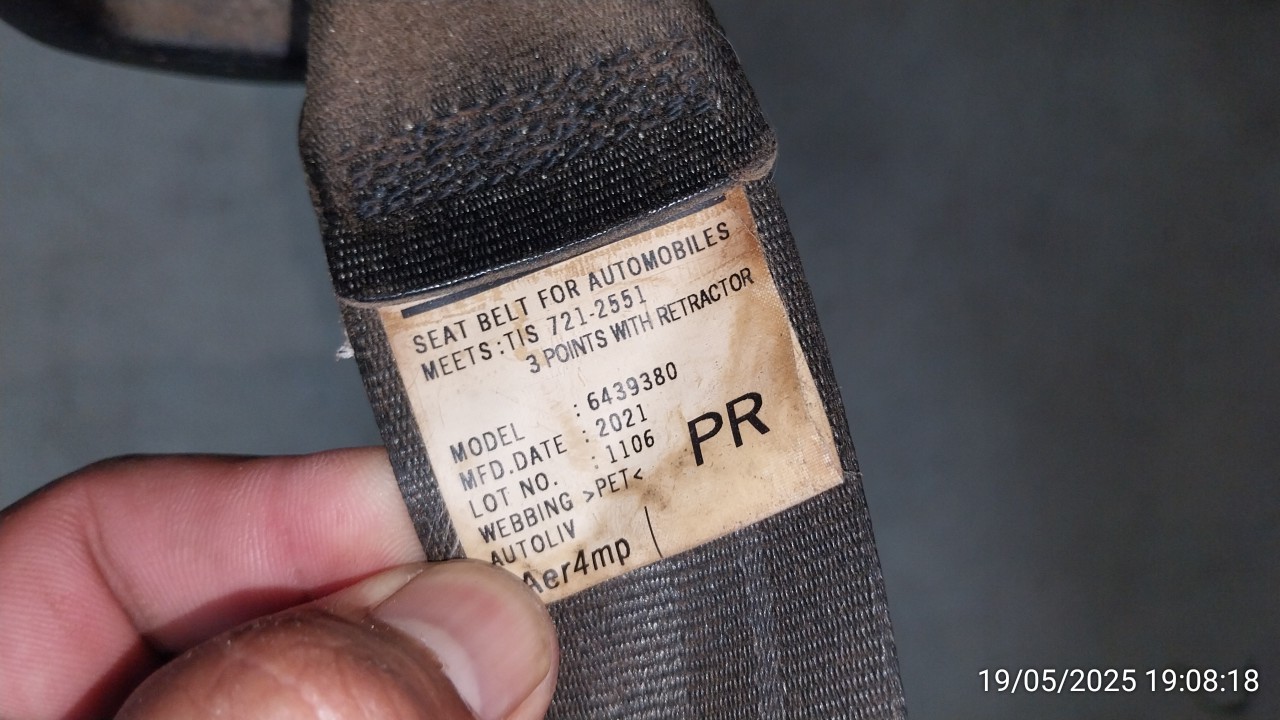 SEAT BELT FOR AUTOMOBILES
MEETS:TIS 721-2551
3 POINTS WITH RETRACTOR
MODEL : 6439380
MFD.DATE : 2021
LOT NO. : 1106
WEBBING >PET<
AUTOLIV
PR
Aer4mp
19/05/2025 19:08:18